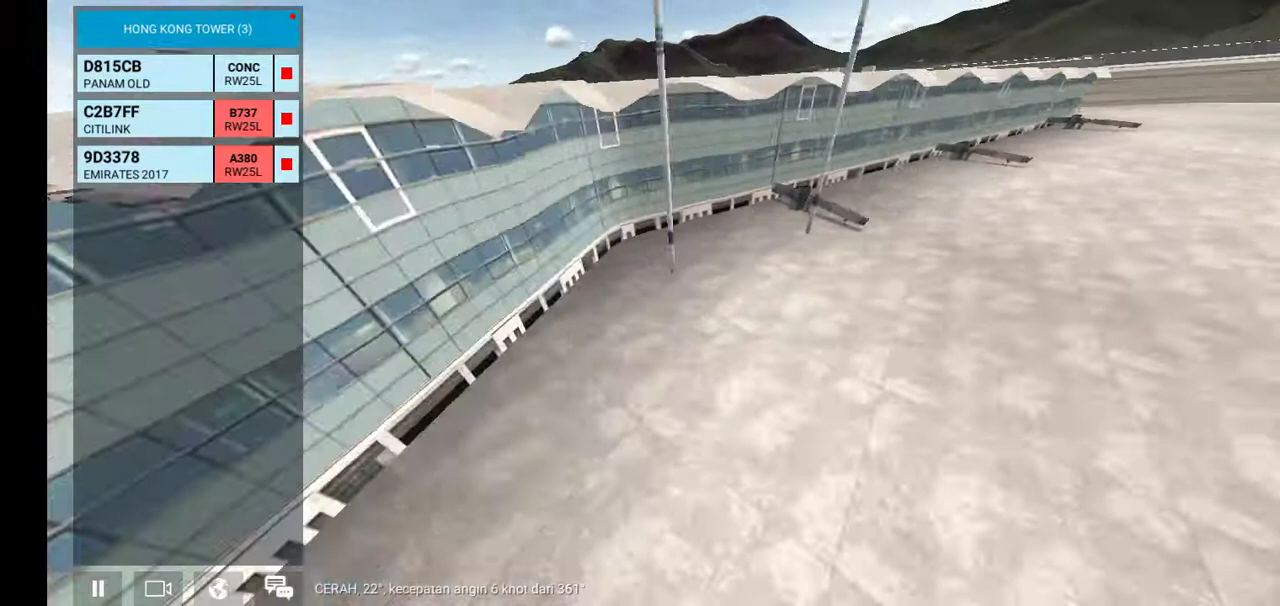 HONG KONG TOWER (3)
D815CB
PANAM OLD
CONC
RW25L
C2B7FF
CITILINK
B737
RW25L
9D3378
EMIRATES 2017
A380
RW25L
CERAH, 22°, kecepatan angin 6 knot dari 361°